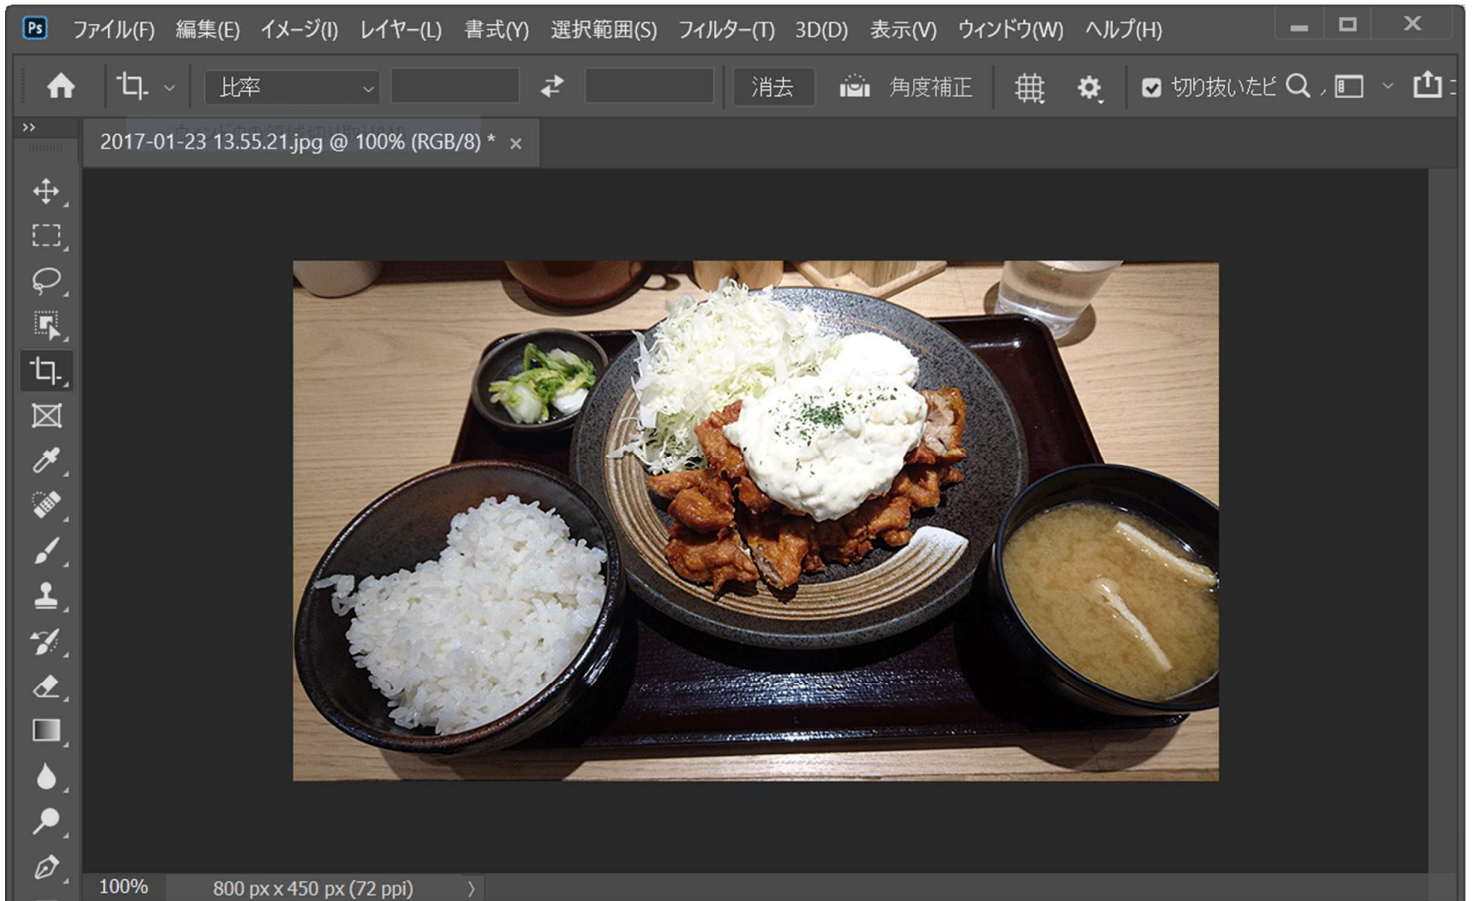 Ps ファイル(F) 編集(E) イメージ(I) レイヤー(L) 書式(Y) 選択範囲(S) フィルター(T) 3D(D) 表示(V) ウィンドウ(W) ヘルプ(H)
比率 消去 角度補正 切り抜いたピ
2017-01-23 13.55.21.jpg @ 100% (RGB/8) *
100% 800 px x 450 px (72 ppi)